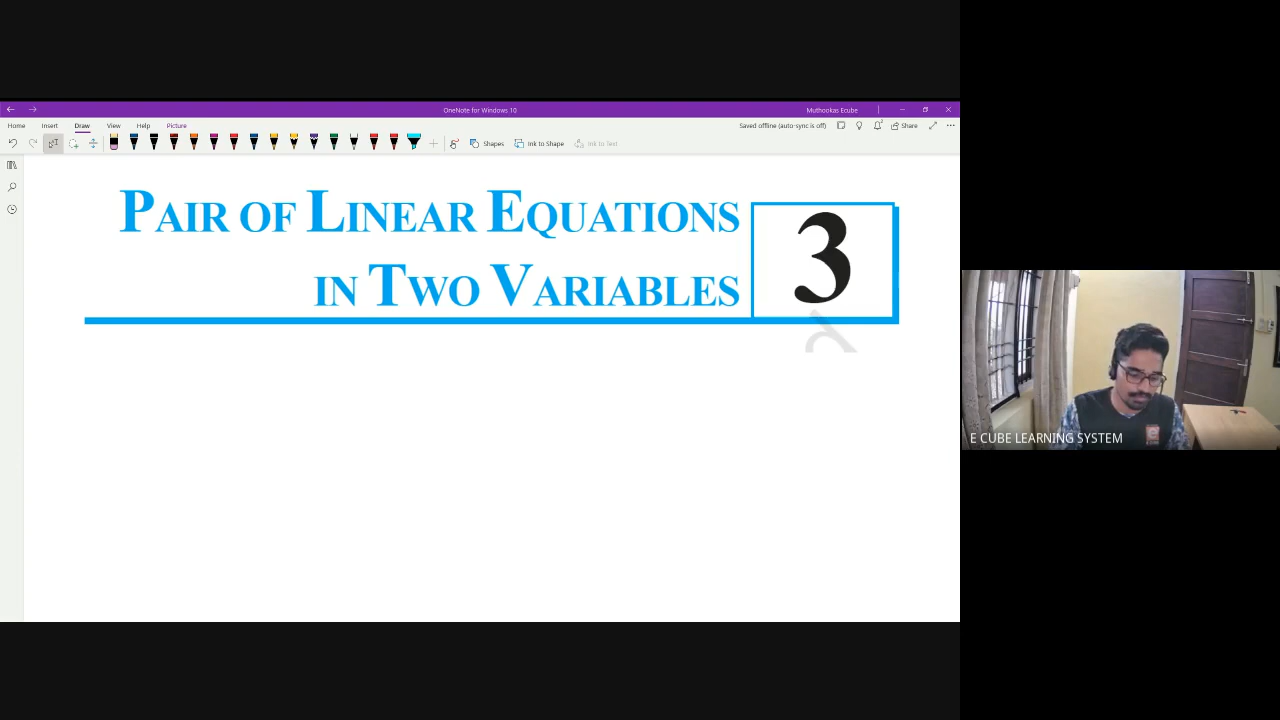 OneNote for Windows 10
Muthookas Ecube
Home Insert Draw View Help Picture
Saved offline (auto-sync is off)
Share
Shapes
Ink to Shape
Ink to Text
PAIR OF LINEAR EQUATIONS
IN TWO VARIABLES
3
E CUBE LEARNING SYSTEM